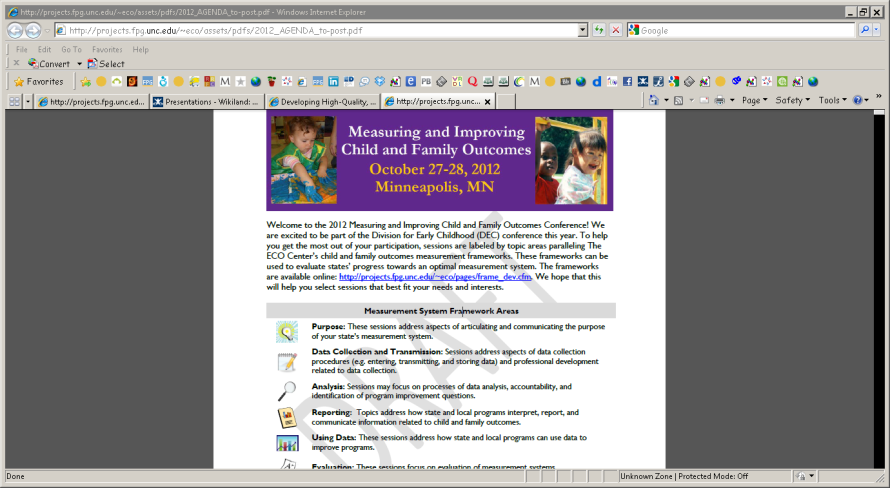 http://projects.fpg.unc.edu/~eco/assets/pdfs/2012_AGENDA_to-post.pdf - Windows Internet Explorer
http://projects.fpg.unc.edu/~eco/assets/pdfs/2012_AGENDA_to-post.pdf Google
File Edit Go To Favorites Help
x Convert Select
Favorites
http://projects.fpg.unc.ed... Presentations - Wikiland: ... Developing High-Quality, ... http://projects.fpg.unc... Page Safety Tools
Measuring and Improving
Child and Family Outcomes
October 27-28, 2012
Minneapolis, MN
Welcome to the 2012 Measuring and Improving Child and Family Outcomes Conference! We
are excited to be part of the Division for Early Childhood (DEC) conference this year. To help
you get the most out of your participation, sessions are labeled by topic areas paralleling The
ECO Center's child and family outcomes measurement frameworks. These frameworks can be
used to evaluate states' progress towards an optimal measurement system. The frameworks
are available online: http://projects.fpg.unc.edu/~eco/pages/frame_dev.cfm. We hope that this
will help you select sessions that best fit your needs and interests.
DRAFT
Measurement System Framework Areas
Purpose: These sessions address aspects of articulating and communicating the purpose
of your state's measurement system.
Data Collection and Transmission: Sessions address aspects of data collection
procedures (e.g. entering, transmitting, and storing data) and professional development
related to data collection.
Analysis: Sessions may focus on processes of data analysis, accountability, and
identification of program improvement questions.
Reporting: Topics address how state and local programs interpret, report, and
communicate information related to child and family outcomes.
Using Data: These sessions address how state and local programs can use data to
improve programs.
Evaluation: These sessions focus on evaluation of measurement systems
Done Unknown Zone | Protected Mode: Off